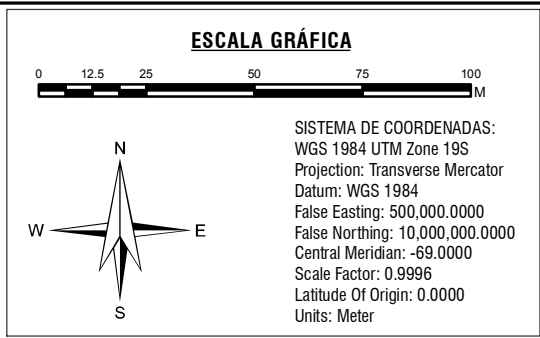 ESCALA GRÁFICA
0 12.5 25 50 75 100
M
N
W E
S
SISTEMA DE COORDENADAS:
WGS 1984 UTM Zone 19S
Projection: Transverse Mercator
Datum: WGS 1984
False Easting: 500,000.0000
False Northing: 10,000,000.0000
Central Meridian: -69.0000
Scale Factor: 0.9996
Latitude Of Origin: 0.0000
Units: Meter